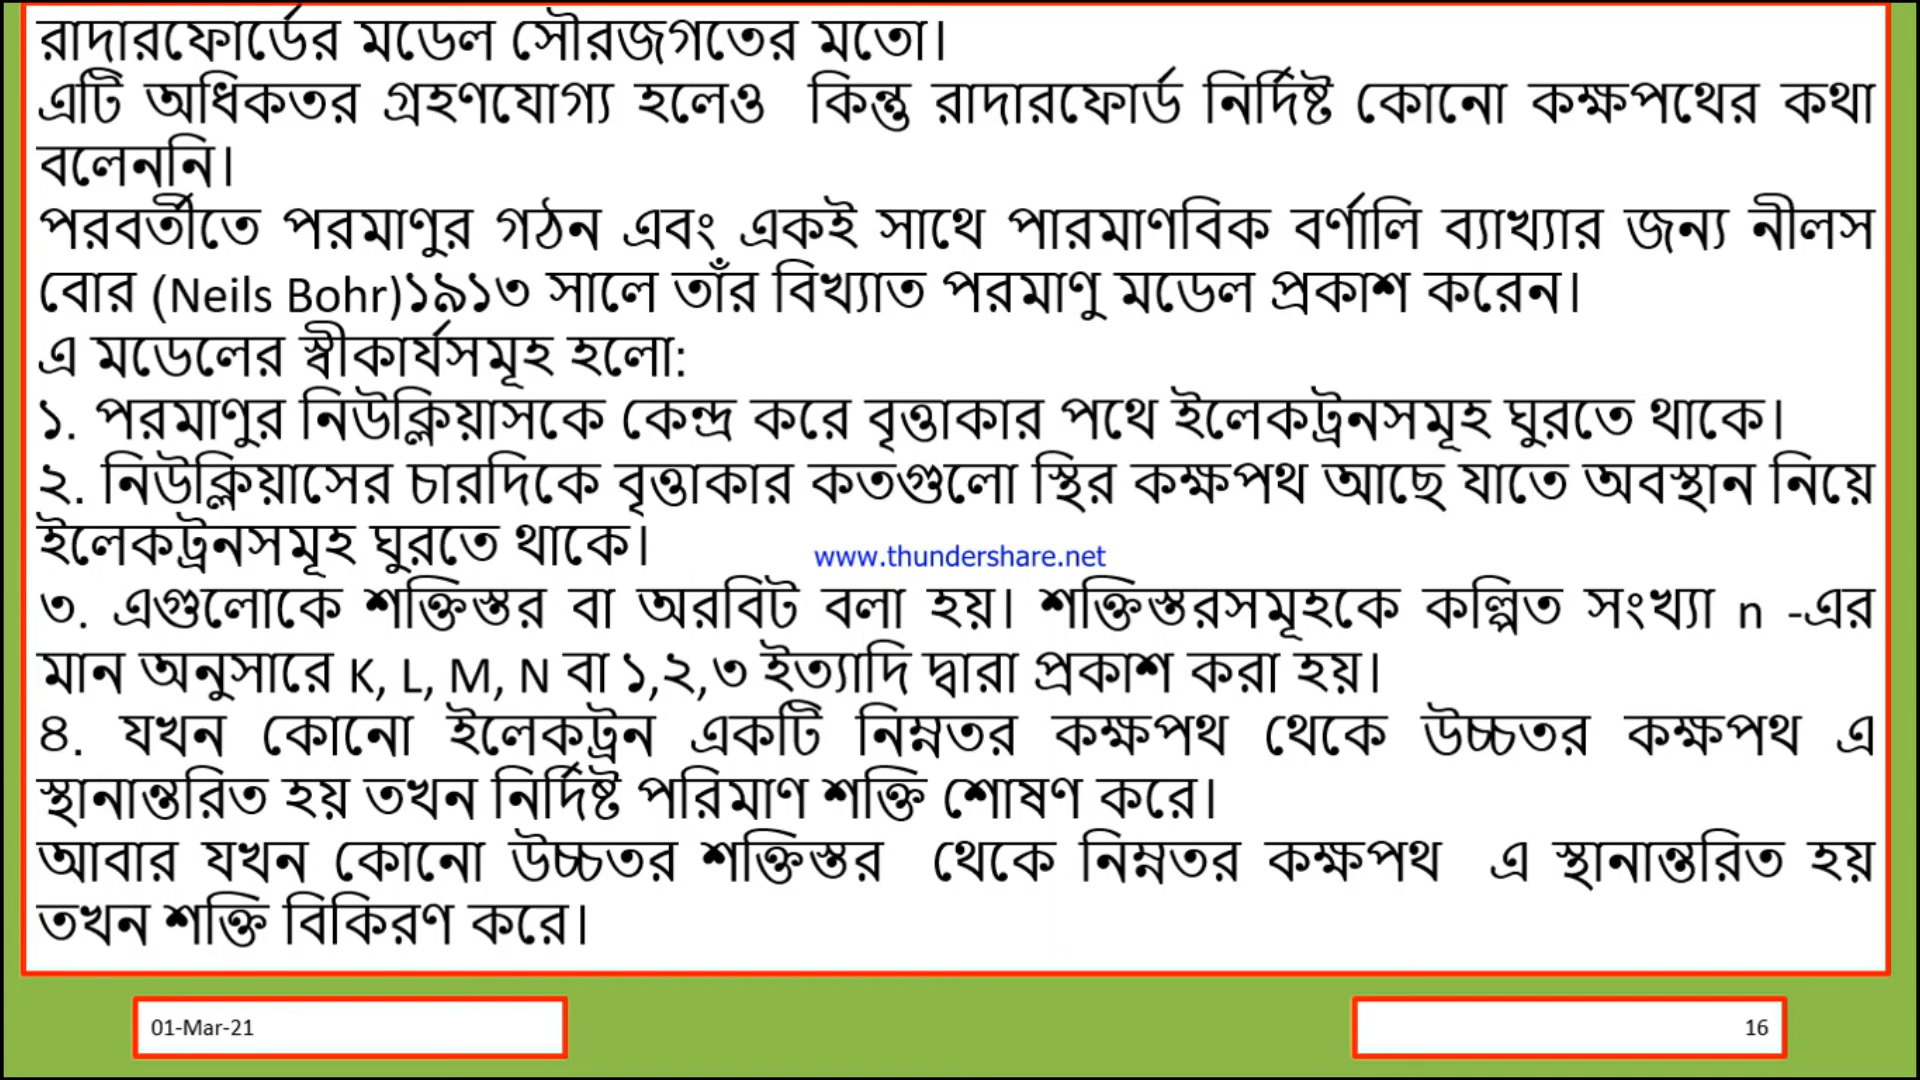 রাদারফোর্ডের মডেল সৌরজগতের মতো।
এটি অধিকতর গ্রহণযোগ্য হলেও কিন্তু রাদারফোর্ড নির্দিষ্ট কোনো কক্ষপথের কথা
বলেননি।
পরবর্তীতে পরমাণুর গঠন এবং একই সাথে পারমাণবিক বর্ণালি ব্যাখ্যার জন্য নীলস
বোর (Neils Bohr)১৯১৩ সালে তাঁর বিখ্যাত পরমাণু মডেল প্রকাশ করেন।
এ মডেলের স্বীকার্যসমূহ হলো:
১. পরমাণুর নিউক্লিয়াসকে কেন্দ্র করে বৃত্তাকার পথে ইলেকট্রনসমূহ ঘুরতে থাকে।
২. নিউক্লিয়াসের চারদিকে বৃত্তাকার কতগুলো স্থির কক্ষপথ আছে যাতে অবস্থান নিয়ে
ইলেকট্রনসমূহ ঘুরতে থাকে।
www.thundershare.net
৩. এগুলোকে শক্তিস্তর বা অরবিট বলা হয়। শক্তিস্তরসমূহকে কল্পিত সংখ্যা n -এর
মান অনুসারে K, L, M, N বা ১,২,৩ ইত্যাদি দ্বারা প্রকাশ করা হয়।
৪. যখন কোনো ইলেকট্রন একটি নিম্নতর কক্ষপথ থেকে উচ্চতর কক্ষপথ এ
স্থানান্তরিত হয় তখন নির্দিষ্ট পরিমাণ শক্তি শোষণ করে।
আবার যখন কোনো উচ্চতর শক্তিস্তর থেকে নিম্নতর কক্ষপথ এ স্থানান্তরিত হয়
তখন শক্তি বিকিরণ করে।
01-Mar-21
16